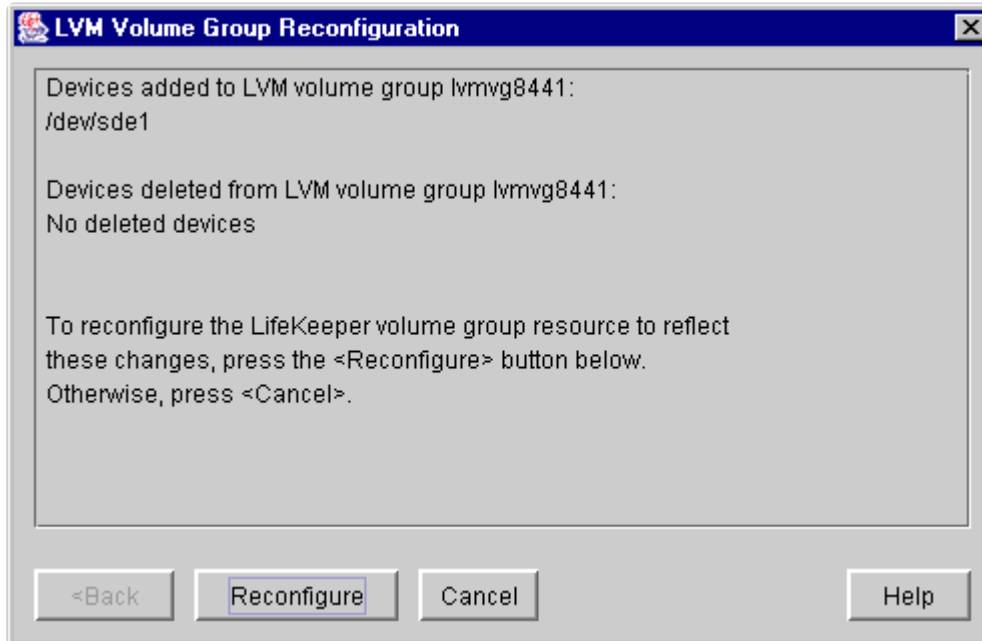 LVM Volume Group Reconfiguration
Devices added to LVM volume group lvmvg8441:
/dev/sde1
Devices deleted from LVM volume group lvmvg8441:
No deleted devices
To reconfigure the LifeKeeper volume group resource to reflect
these changes, press the <Reconfigure> button below.
Otherwise, press <Cancel>.
<Back Reconfigure Cancel Help